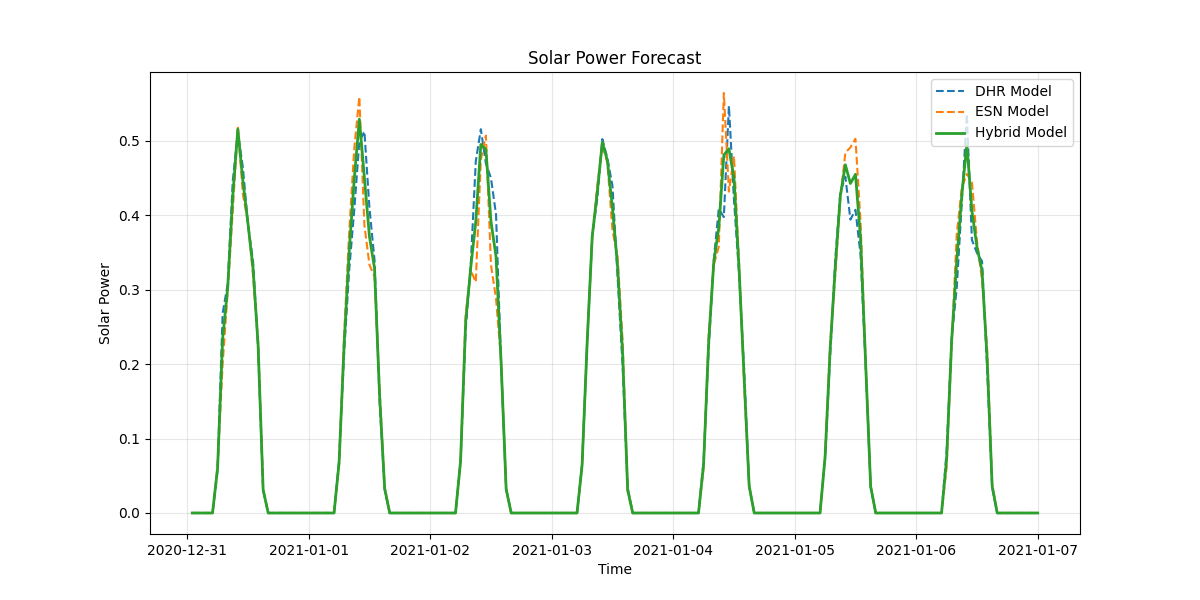 Solar Power Forecast
DHR Model
ESN Model
Hybrid Model
Solar Power
0.5
0.4
0.3
0.2
0.1
0.0
2020-12-31 2021-01-01 2021-01-02 2021-01-03 2021-01-04 2021-01-05 2021-01-06 2021-01-07
Time